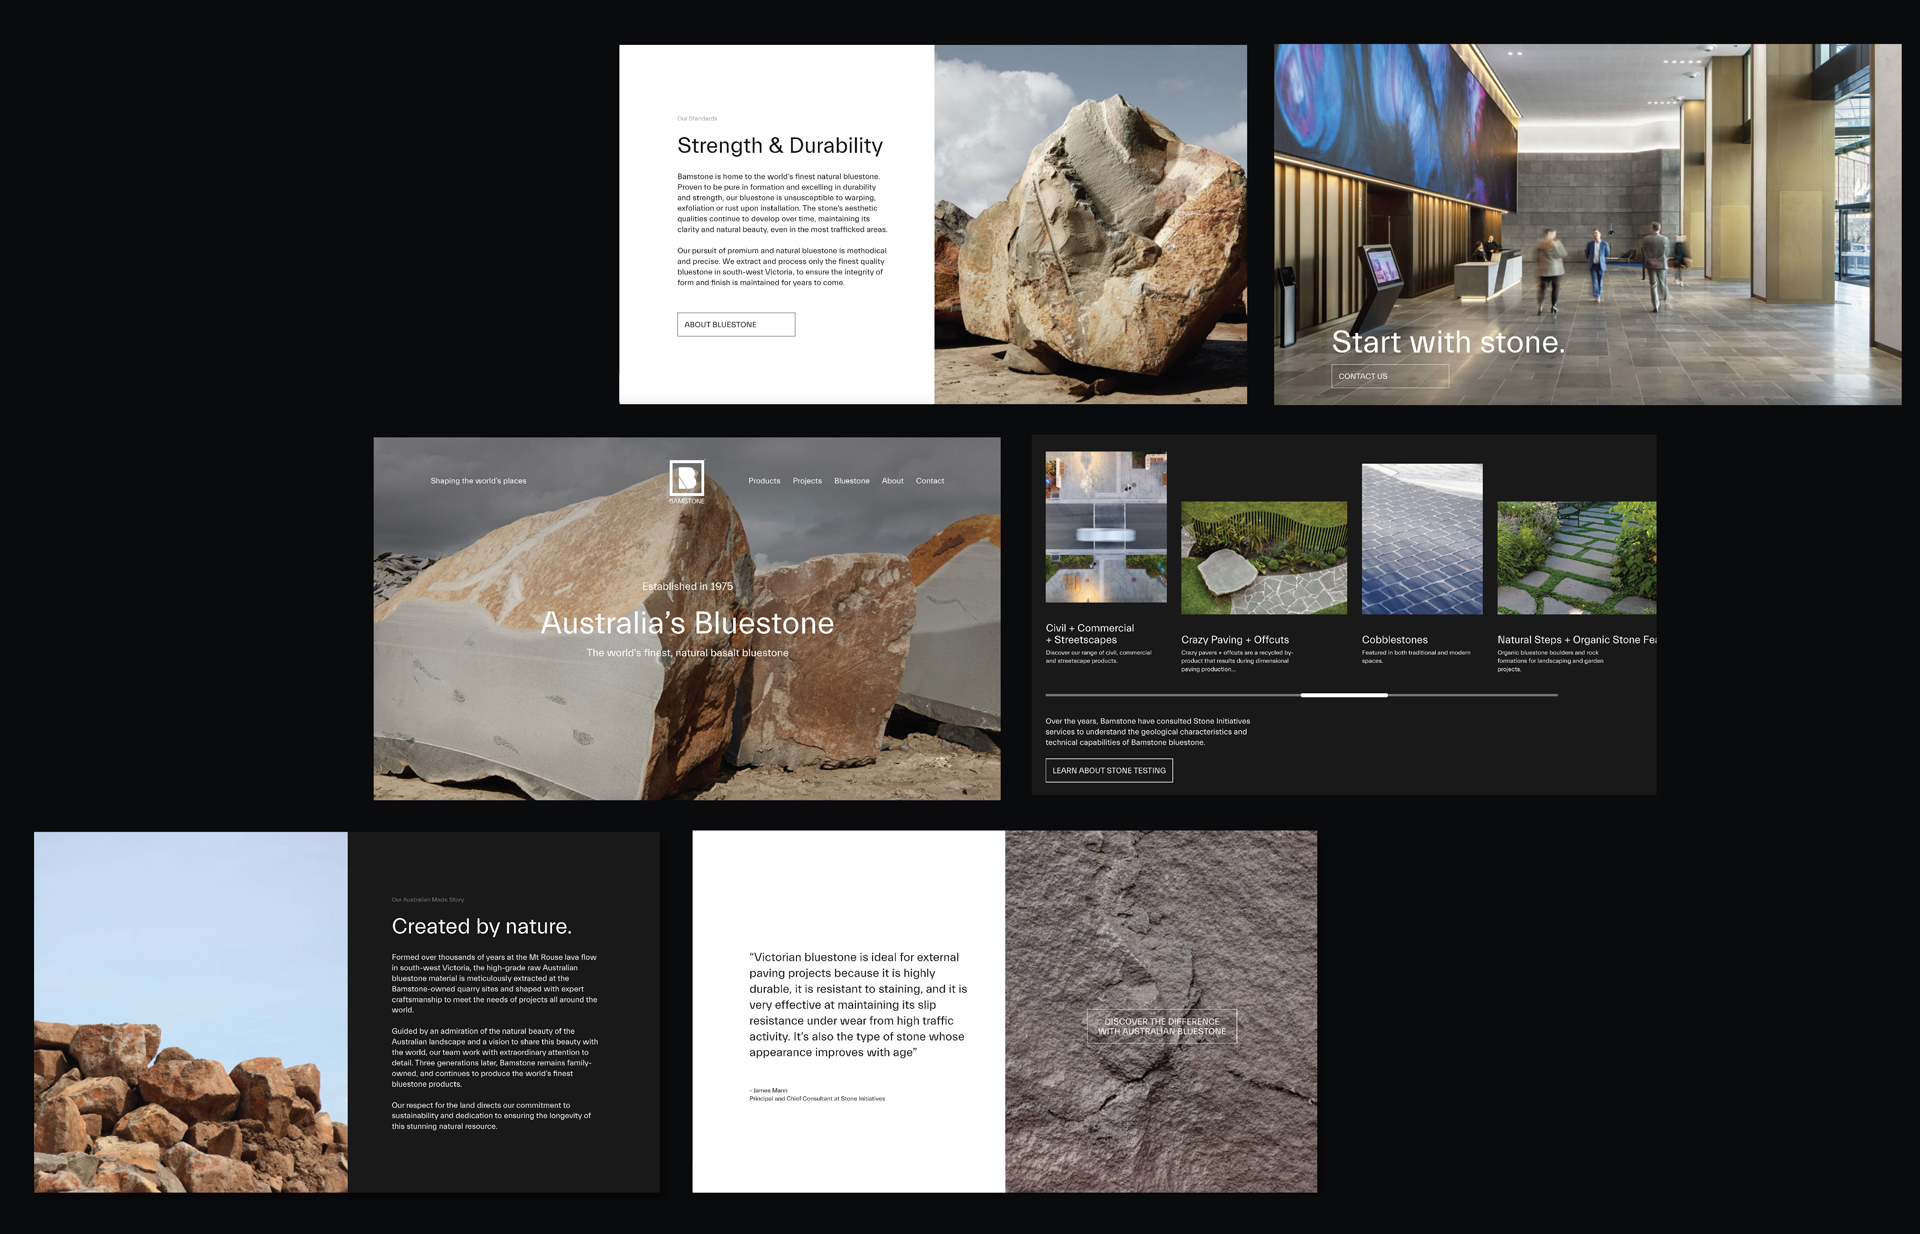 Our Standards
Strength & Durability
Bamstone is home to the world's finest natural bluestone.
Proven to be pure in formation and excelling in durability
and strength, our bluestone is unsusceptible to warping,
exfoliation or rust upon installation. The stone's aesthetic
qualities continue to develop over time, maintaining its
clarity and natural beauty, even in the most trafficked areas.
Our pursuit of premium and natural bluestone is methodical
and precise. We extract and process only the finest quality
bluestone in south-west Victoria, to ensure the integrity of
form and finish is maintained for years to come.
ABOUT BLUESTONE
Start with stone.
CONTACT US
Shaping the world's places
BAMSTONE
Products Projects Bluestone About Contact
Established in 1975
Australia's Bluestone
The world's finest, natural basalt bluestone
Civil + Commercial
+ Streetscapes
Discover our range of civil, commercial
and streetscape products.
Crazy Paving + Offcuts
Crazy pavers + offcuts are a recycled by-
product that results during dimensional
paving production...
Cobblestones
Featured in both traditional and modern
spaces.
Natural Steps + Organic Stone Fea
Organic bluestone boulders and rock
formations for landscaping and garden
projects.
Over the years, Bamstone have consulted Stone Initiatives
services to understand the geological characteristics and
technical capabilities of Bamstone bluestone.
LEARN ABOUT STONE TESTING
Our Australian Made Story
Created by nature.
Formed over thousands of years at the Mt Rouse lava flow
in south-west Victoria, the high-grade raw Australian
bluestone material is meticulously extracted at the
Bamstone-owned quarry sites and shaped with expert
craftsmanship to meet the needs of projects all around the
world.
Guided by an admiration of the natural beauty of the
Australian landscape and a vision to share this beauty with
the world, our team work with extraordinary attention to
detail. Three generations later, Bamstone remains family-
owned, and continues to produce the world's finest
bluestone products.
Our respect for the land directs our commitment to
sustainability and dedication to ensuring the longevity of
this stunning natural resource.
"Victorian bluestone is ideal for external
paving projects because it is highly
durable, it is resistant to staining, and it is
very effective at maintaining its slip
resistance under wear from high traffic
activity. It's also the type of stone whose
appearance improves with age"
– James Mann
Principal and Chief Consultant at Stone Initiatives
DISCOVER THE DIFFERENCE
WITH AUSTRALIAN BLUESTONE